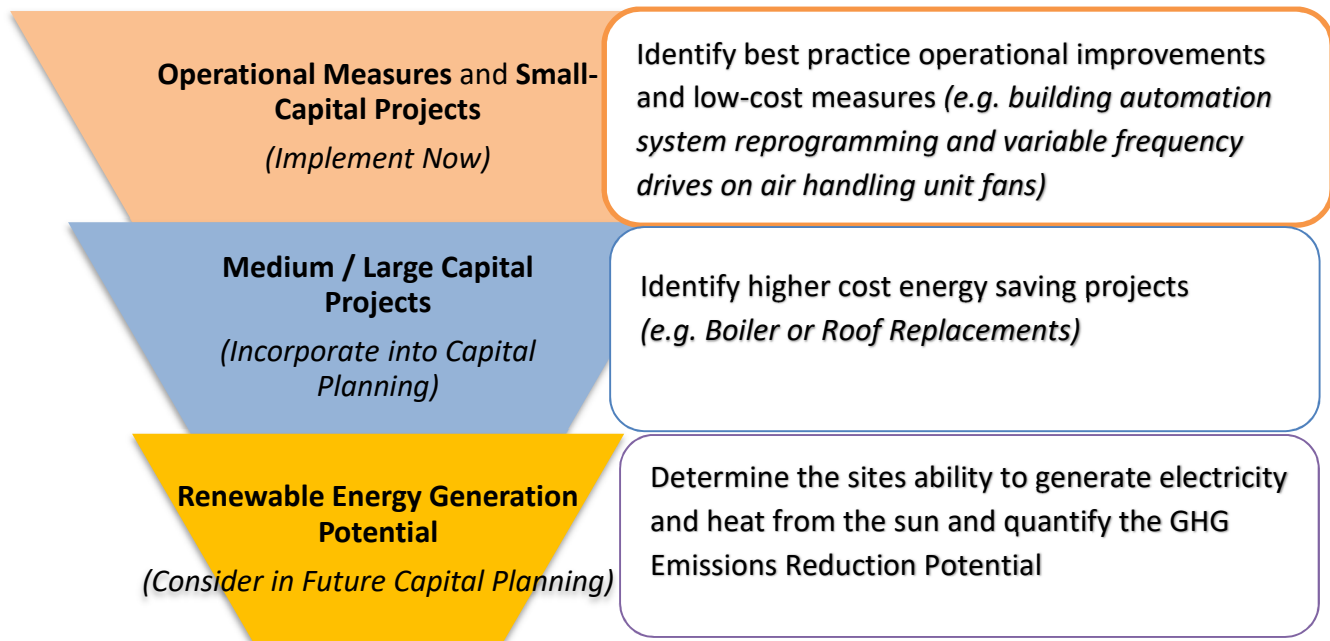 Operational Measures and Small-
Capital Projects
(Implement Now)
Identify best practice operational improvements
and low-cost measures (e.g. building automation
system reprogramming and variable frequency
drives on air handling unit fans)
Medium / Large Capital
Projects
(Incorporate into Capital
Planning)
Identify higher cost energy saving projects
(e.g. Boiler or Roof Replacements)
Renewable Energy Generation
Potential
(Consider in Future Capital Planning)
Determine the sites ability to generate electricity
and heat from the sun and quantify the GHG
Emissions Reduction Potential